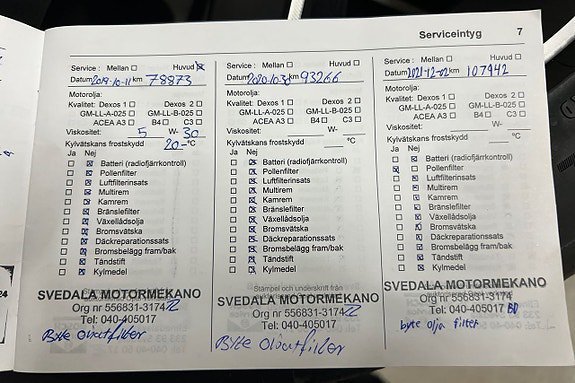 Serviceintyg 7
Service : Mellan ☐ Huvud ☒
Datum 2019-10-11 km 78873
Motorolja:
Kvalitet: Dexos 1 ☐ Dexos 2 ☐
GM-LL-A-025 ☐ GM-LL-B-025 ☐
ACEA A3 ☐ B4 ☐ C3 ☐
Viskositet: 5 W- 30
Kylvätskans frostskydd 20- °C
Ja Nej
☐ ☒ Batteri (radiofjärrkontroll)
☐ ☒ Pollenfilter
☐ ☒ Luftfilterinsats
☐ ☒ Multirem
☐ ☒ Kamrem
☐ ☒ Bränslefilter
☐ ☒ Växellådsolja
☐ ☒ Bromsvätska
☐ ☒ Däckreparationssats
☐ ☒ Bromsbelägg fram/bak
☐ ☒ Tändstift
☐ ☒ Kylmedel
SVEDALA MOTORMEKANO
Org nr 556831-3174
Tel: 040-405017
Service : Mellan ☐ Huvud ☐
Datum 2020-10-30 km 93266
Motorolja:
Kvalitet: Dexos 1 ☐ Dexos 2 ☐
GM-LL-A-025 ☐ GM-LL-B-025 ☐
ACEA A3 ☐ B4 ☐ C3 ☐
Viskositet: W-
Kylvätskans frostskydd °C
Ja Nej
☐ ☒ Batteri (radiofjärrkontroll)
☐ ☒ Pollenfilter
☐ ☒ Luftfilterinsats
☐ ☒ Multirem
☐ ☒ Kamrem
☐ ☒ Bränslefilter
☐ ☒ Växellådsolja
☐ ☒ Bromsvätska
☐ ☒ Däckreparationssats
☐ ☒ Bromsbelägg fram/bak
☐ ☒ Tändstift
☐ ☒ Kylmedel
Stämpel och underskrift från
SVEDALA MOTORMEKANO
Org nr 556831-3174
Tel: 040-405017
Service : Mellan ☐ Huvud ☐
Datum 2021-12-02 km 107942
Motorolja:
Kvalitet: Dexos 1 ☐ Dexos 2 ☐
GM-LL-A-025 ☐ GM-LL-B-025 ☐
ACEA A3 ☐ B4 ☐ C3 ☐
Viskositet: W-
Kylvätskans frostskydd °C
Ja Nej
☐ ☒ Batteri (radiofjärrkontroll)
☒ ☐ Pollenfilter
☐ ☒ Luftfilterinsats
☐ ☒ Multirem
☐ ☒ Kamrem
☐ ☒ Bränslefilter
☐ ☒ Växellådsolja
☐ ☒ Bromsvätska
☐ ☒ Däckreparationssats
☐ ☒ Bromsbelägg fram/bak
☐ ☒ Tändstift
☐ ☒ Kylmedel
SVEDALA MOTORMEKANO
Org nr 556831-3174
Tel: 040-405017
byte olja filter